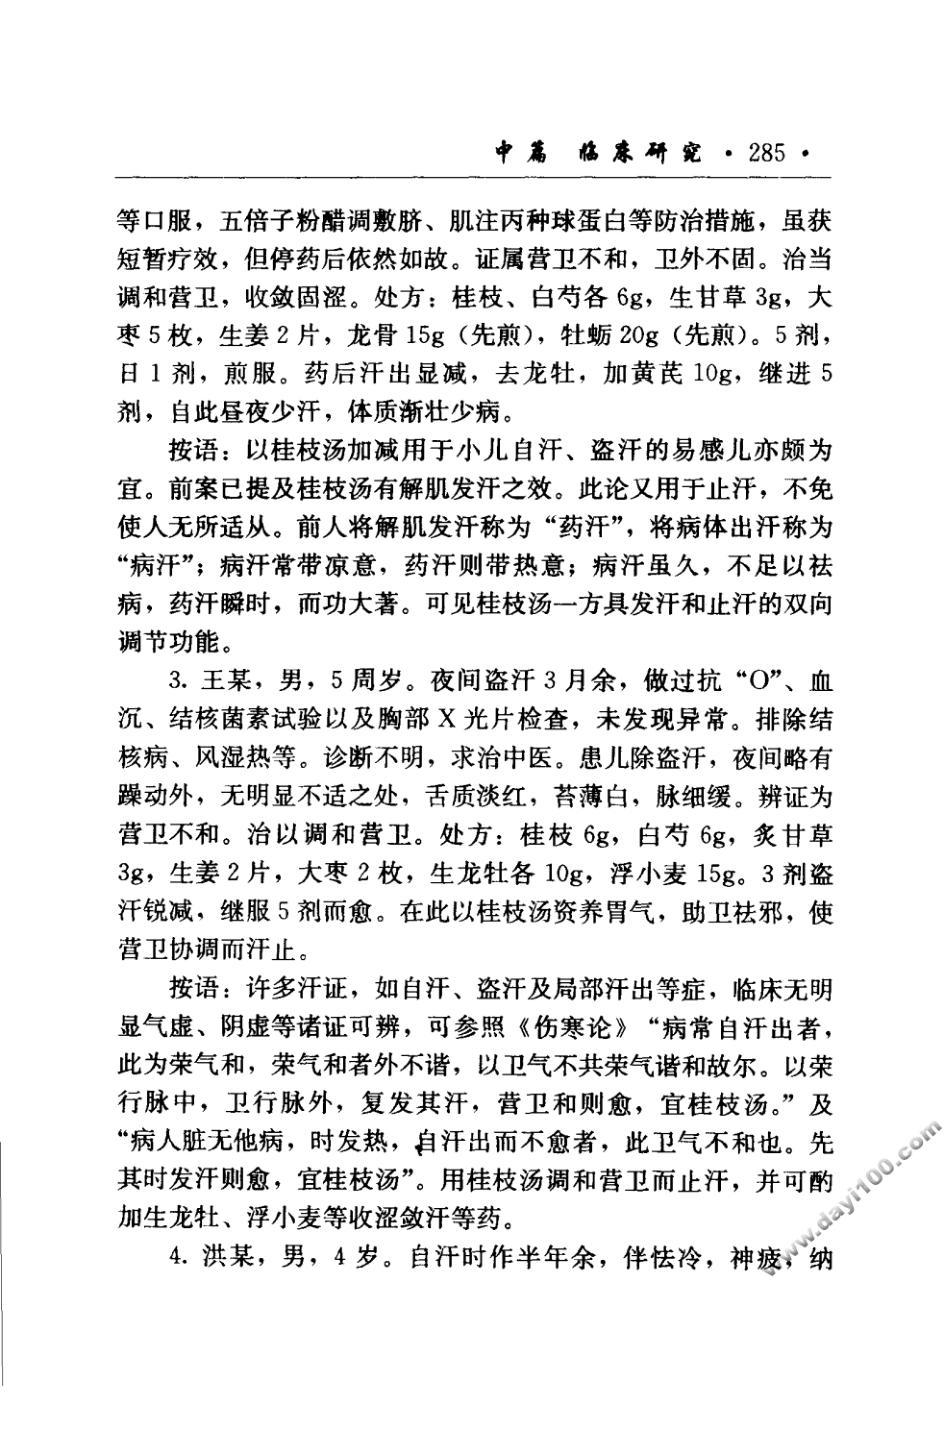 中篇 临床研究 · 285 ·
等口服，五倍子粉醋调敷脐、肌注丙种球蛋白等防治措施，虽获
短暂疗效，但停药后依然如故。证属营卫不和，卫外不固。治当
调和营卫，收敛固涩。处方：桂枝、白芍各 6g，生甘草 3g，大
枣 5 枚，生姜 2 片，龙骨 15g（先煎），牡蛎 20g（先煎）。5 剂，
日 1 剂，煎服。药后汗出显减，去龙牡，加黄芪 10g，继进 5
剂，自此昼夜少汗，体质渐壮少病。
按语：以桂枝汤加减用于小儿自汗、盗汗的易感儿亦颇为
宜。前案已提及桂枝汤有解肌发汗之效。此论又用于止汗，不免
使人无所适从。前人将解肌发汗称为“药汗”，将病体出汗称为
“病汗”；病汗常带凉意，药汗则带热意；病汗虽久，不足以祛
病，药汗瞬时，而功大著。可见桂枝汤一方具发汗和止汗的双向
调节功能。
3. 王某，男，5 周岁。夜间盗汗 3 月余，做过抗“O”、血
沉、结核菌素试验以及胸部 X 光片检查，未发现异常。排除结
核病、风湿热等。诊断不明，求治中医。患儿除盗汗，夜间略有
躁动外，无明显不适之处，舌质淡红，苔薄白，脉细缓。辨证为
营卫不和。治以调和营卫。处方：桂枝 6g，白芍 6g，炙甘草
3g，生姜 2 片，大枣 2 枚，生龙牡各 10g，浮小麦 15g。3 剂盗
汗锐减，继服 5 剂而愈。在此以桂枝汤资养胃气，助卫祛邪，使
营卫协调而汗止。
按语：许多汗证，如自汗、盗汗及局部汗出等症，临床无明
显气虚、阴虚等诸证可辨，可参照《伤寒论》“病常自汗出者，
此为荣气和，荣气和者外不谐，以卫气不共荣气谐和故尔。以荣
行脉中，卫行脉外，复发其汗，营卫和则愈，宜桂枝汤。”及
“病人脏无他病，时发热，自汗出而不愈者，此卫气不和也。先
其时发汗则愈，宜桂枝汤”。用桂枝汤调和营卫而止汗，并可酌
加生龙牡、浮小麦等收涩敛汗等药。
4. 洪某，男，4 岁。自汗时作半年余，伴怯冷，神疲，纳
www.dayi100.com